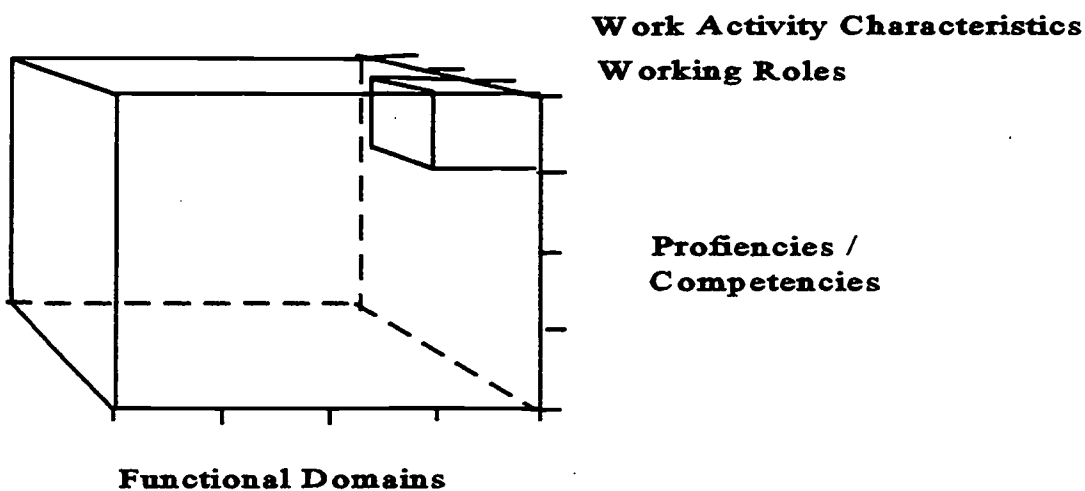 Work Activity Characteristics
Working Roles
Profiencies /
Competencies
Functional Domains